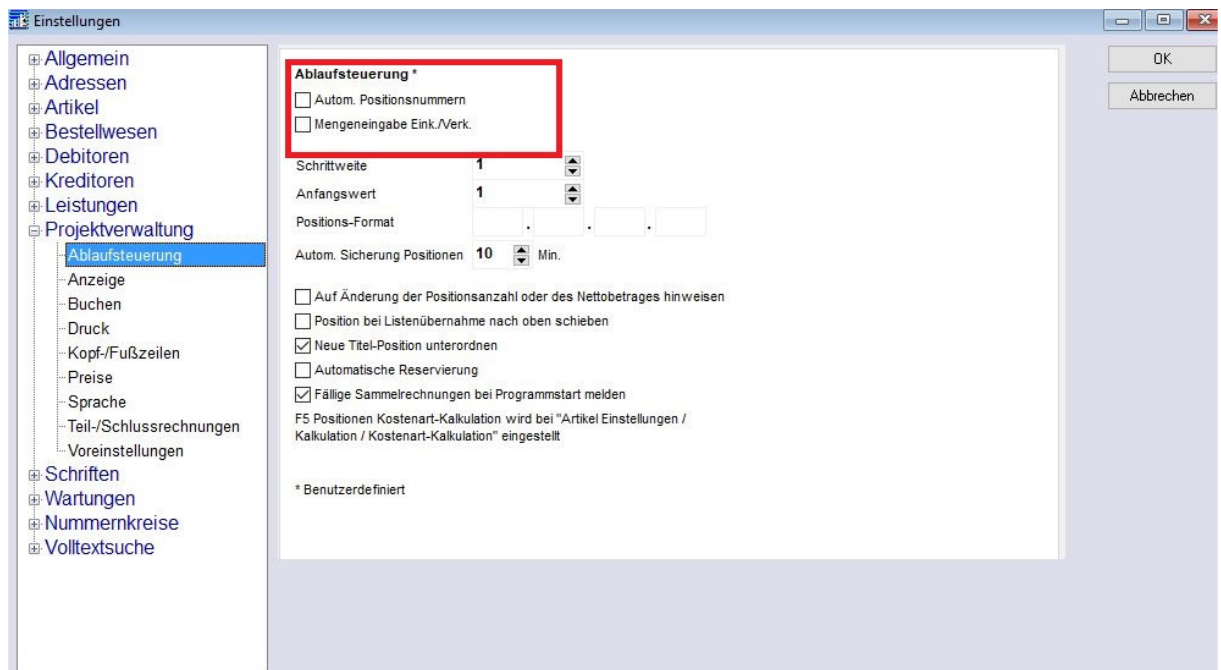 Einstellungen
Allgemein
Adressen
Artikel
Bestellwesen
Debitoren
Kreditoren
Leistungen
Projektverwaltung
Ablaufsteuerung
Anzeige
Buchen
Druck
Kopf-/Fußzeilen
Preise
Sprache
Teil-/Schlussrechnungen
Voreinstellungen
Schriften
Wartungen
Nummernkreise
Volltextsuche
Ablaufsteuerung *
Autom. Positionsnummern
Mengeneingabe Eink./Verk.
Schrittweite 1
Anfangswert 1
Positions-Format . . .
Autom. Sicherung Positionen 10 Min.
Auf Änderung der Positionsanzahl oder des Nettobetrages hinweisen
Position bei Listenübernahme nach oben schieben
Neue Titel-Position unterordnen
Automatische Reservierung
Fällige Sammelrechnungen bei Programmstart melden
F5 Positionen Kostenart-Kalkulation wird bei "Artikel Einstellungen /
Kalkulation / Kostenart-Kalkulation" eingestellt
* Benutzerdefiniert
OK
Abbrechen